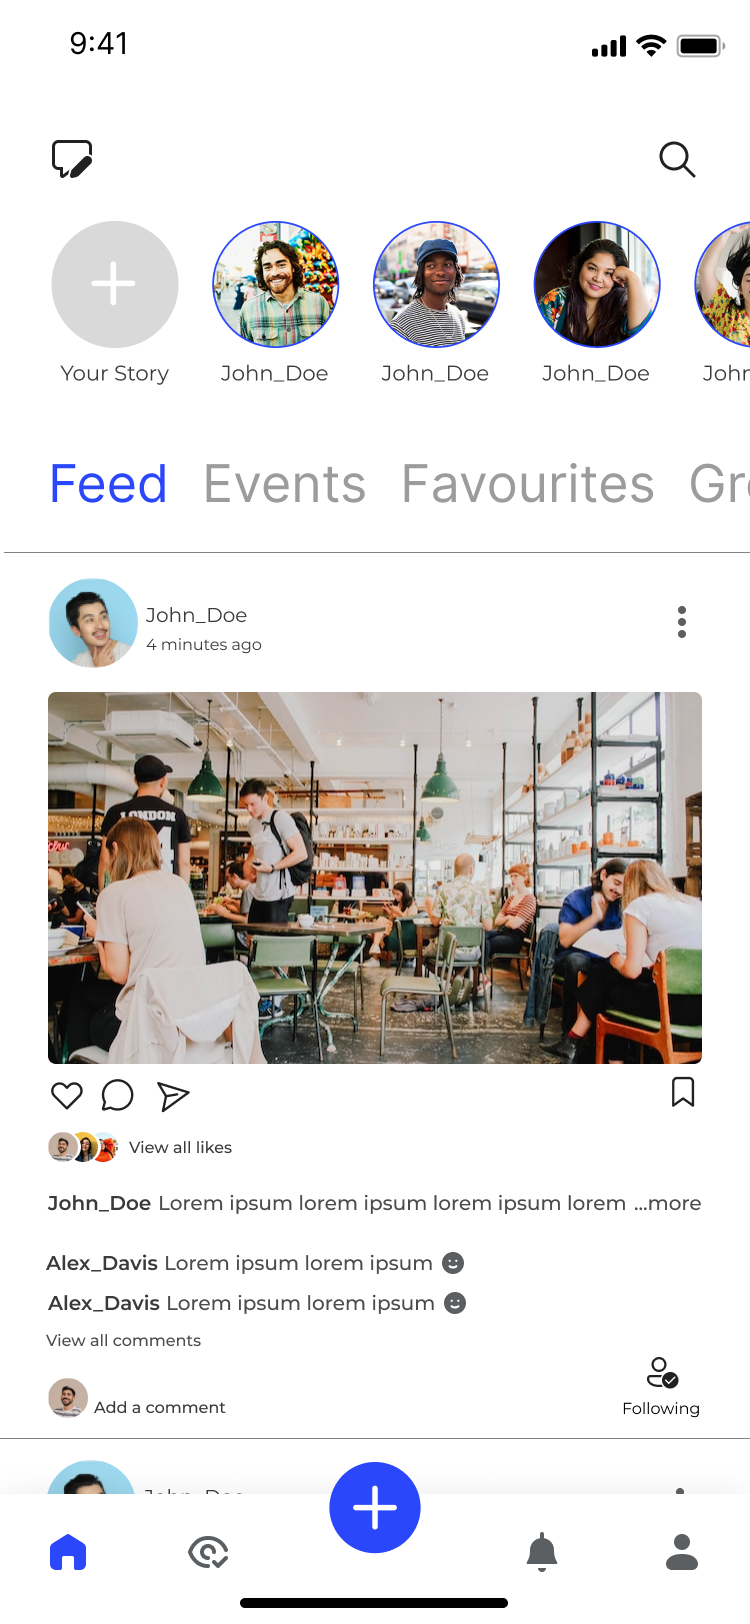 9:41
Your Story
John_Doe
John_Doe
John_Doe
John
Feed Events Favourites Gr
John_Doe
4 minutes ago
LONDON
View all likes
John_Doe Lorem ipsum lorem ipsum lorem ipsum lorem ...more
Alex_Davis Lorem ipsum lorem ipsum
Alex_Davis Lorem ipsum lorem ipsum
View all comments
Add a comment
Following
John_Doe